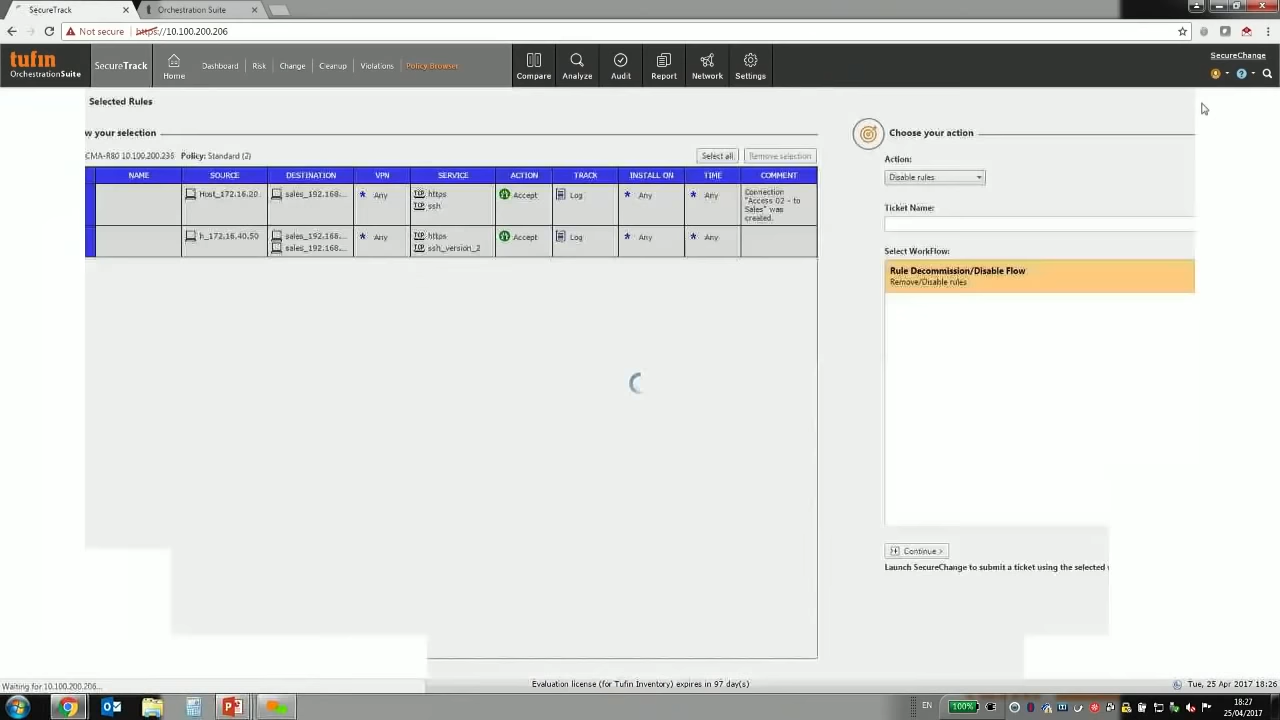 SecureTrack
Orchestration Suite
Not secure https://10.100.200.206
tufin
OrchestrationSuite
SecureTrack
Home
Dashboard Risk Change Cleanup Violations Policy Browser
Compare Analyze Audit Report Network Settings
SecureChange
Selected Rules
w your selection
CMA-R80 10.100.200.236 Policy: Standard (2)
Select all Remove selection
NAME SOURCE DESTINATION VPN SERVICE ACTION TRACK INSTALL ON TIME COMMENT
Host_172.16.20. sales_192.168.... Any https Accept Log Any Any Connection
ssh "Access 02 - to
Sales" was
created.
h_172.16.40.50 sales_192.168.... Any https Accept Log Any Any
sales_192.168.... ssh_version_2
Choose your action
Action:
Disable rules
Ticket Name:
Select WorkFlow:
Rule Decommission/Disable Flow
Remove/Disable rules
Continue >
Launch SecureChange to submit a ticket using the selected
Waiting for 10.100.200.206...
Evaluation license (for Tufin Inventory) expires in 97 day(s)
Tue, 25 Apr 2017 18:26
EN
100%
18:27
25/04/2017